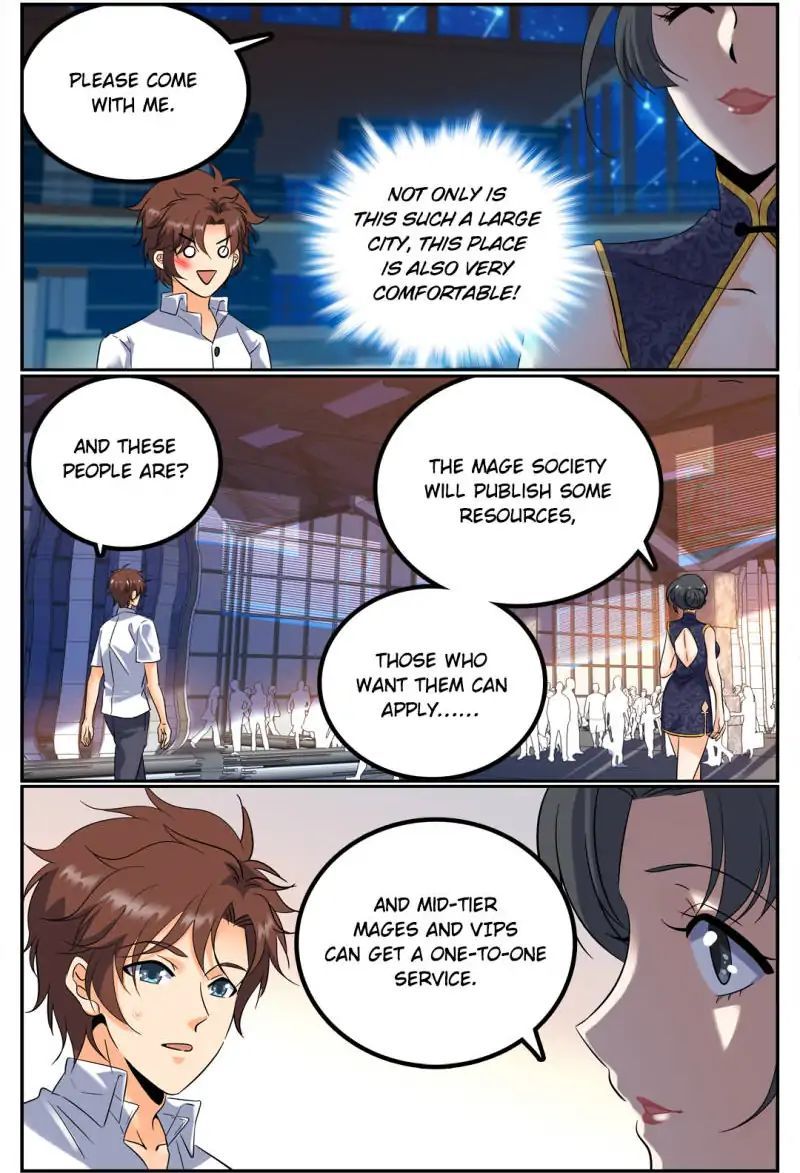 PLEASE COME
WITH ME.
NOT ONLY IS
THIS SUCH A LARGE
CITY, THIS PLACE
IS ALSO VERY
COMFORTABLE!
AND THESE
PEOPLE ARE?
THE MAGE SOCIETY
WILL PUBLISH SOME
RESOURCES,
THOSE WHO
WANT THEM CAN
APPLY......
AND MID-TIER
MAGES AND VIPS
CAN GET A ONE-TO-ONE
SERVICE.